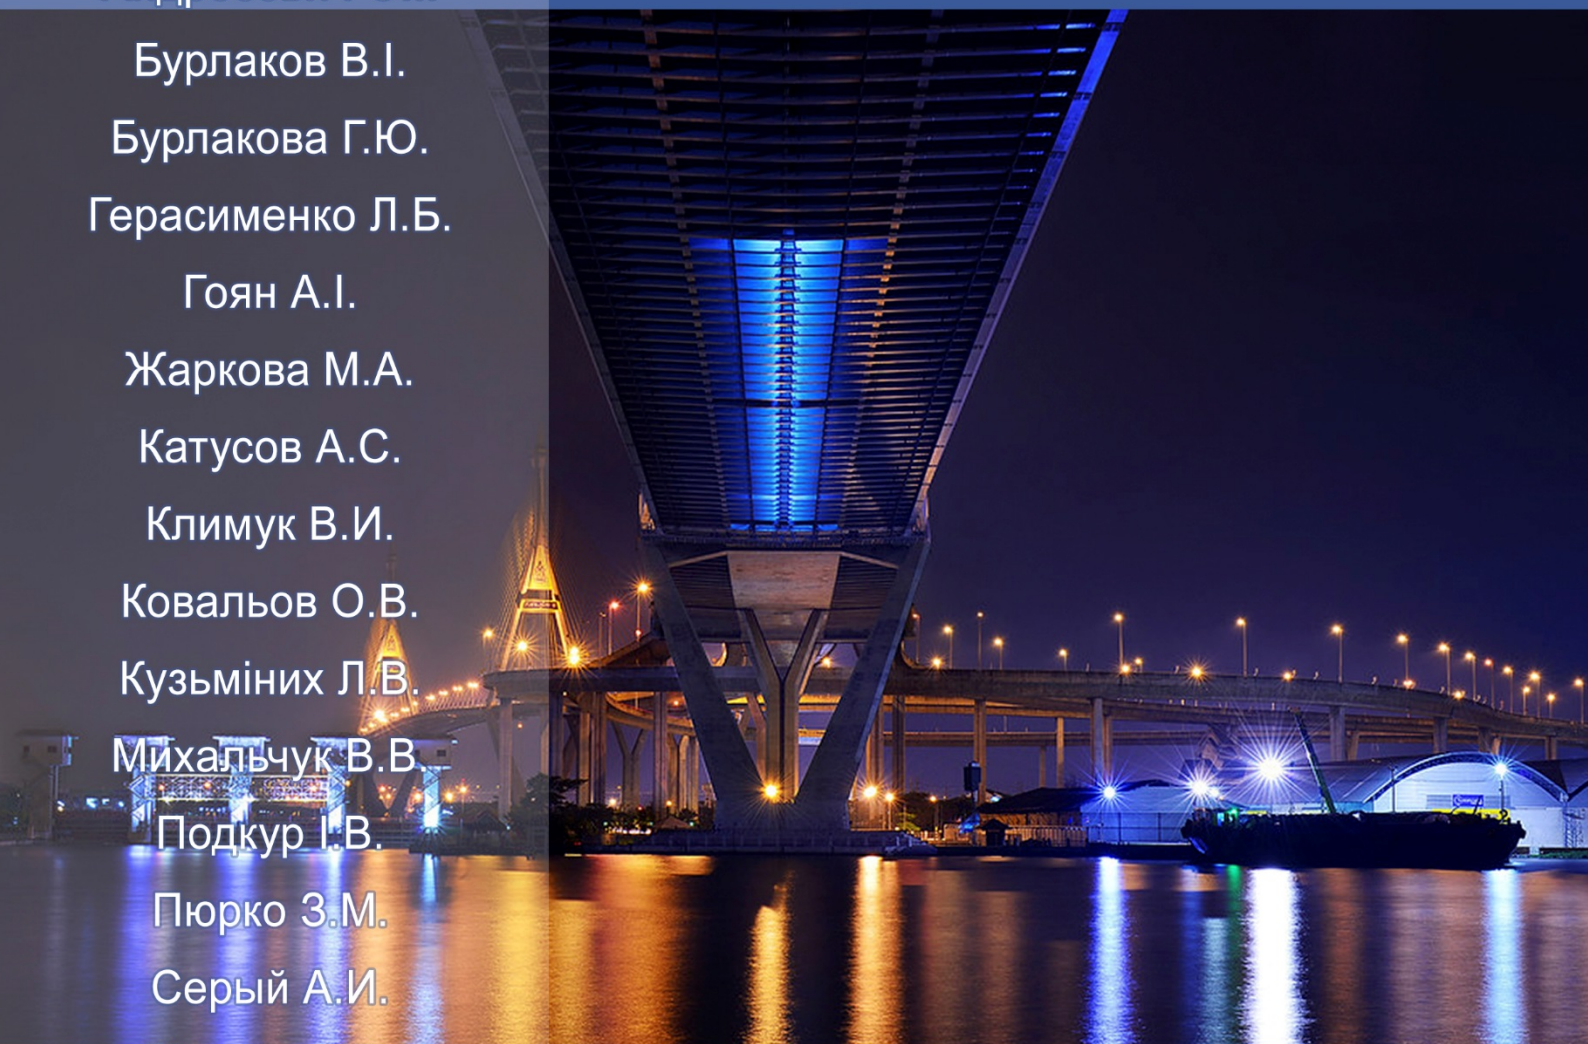 Бурлаков В.І.
Бурлакова Г.Ю.
Герасименко Л.Б.
Гоян А.І.
Жаркова М.А.
Катусов А.С.
Климук В.И.
Ковальов О.В.
Кузьміних Л.В.
Михальчук В.В.
Подкур І.В.
Пюрко З.М.
Серый А.И.